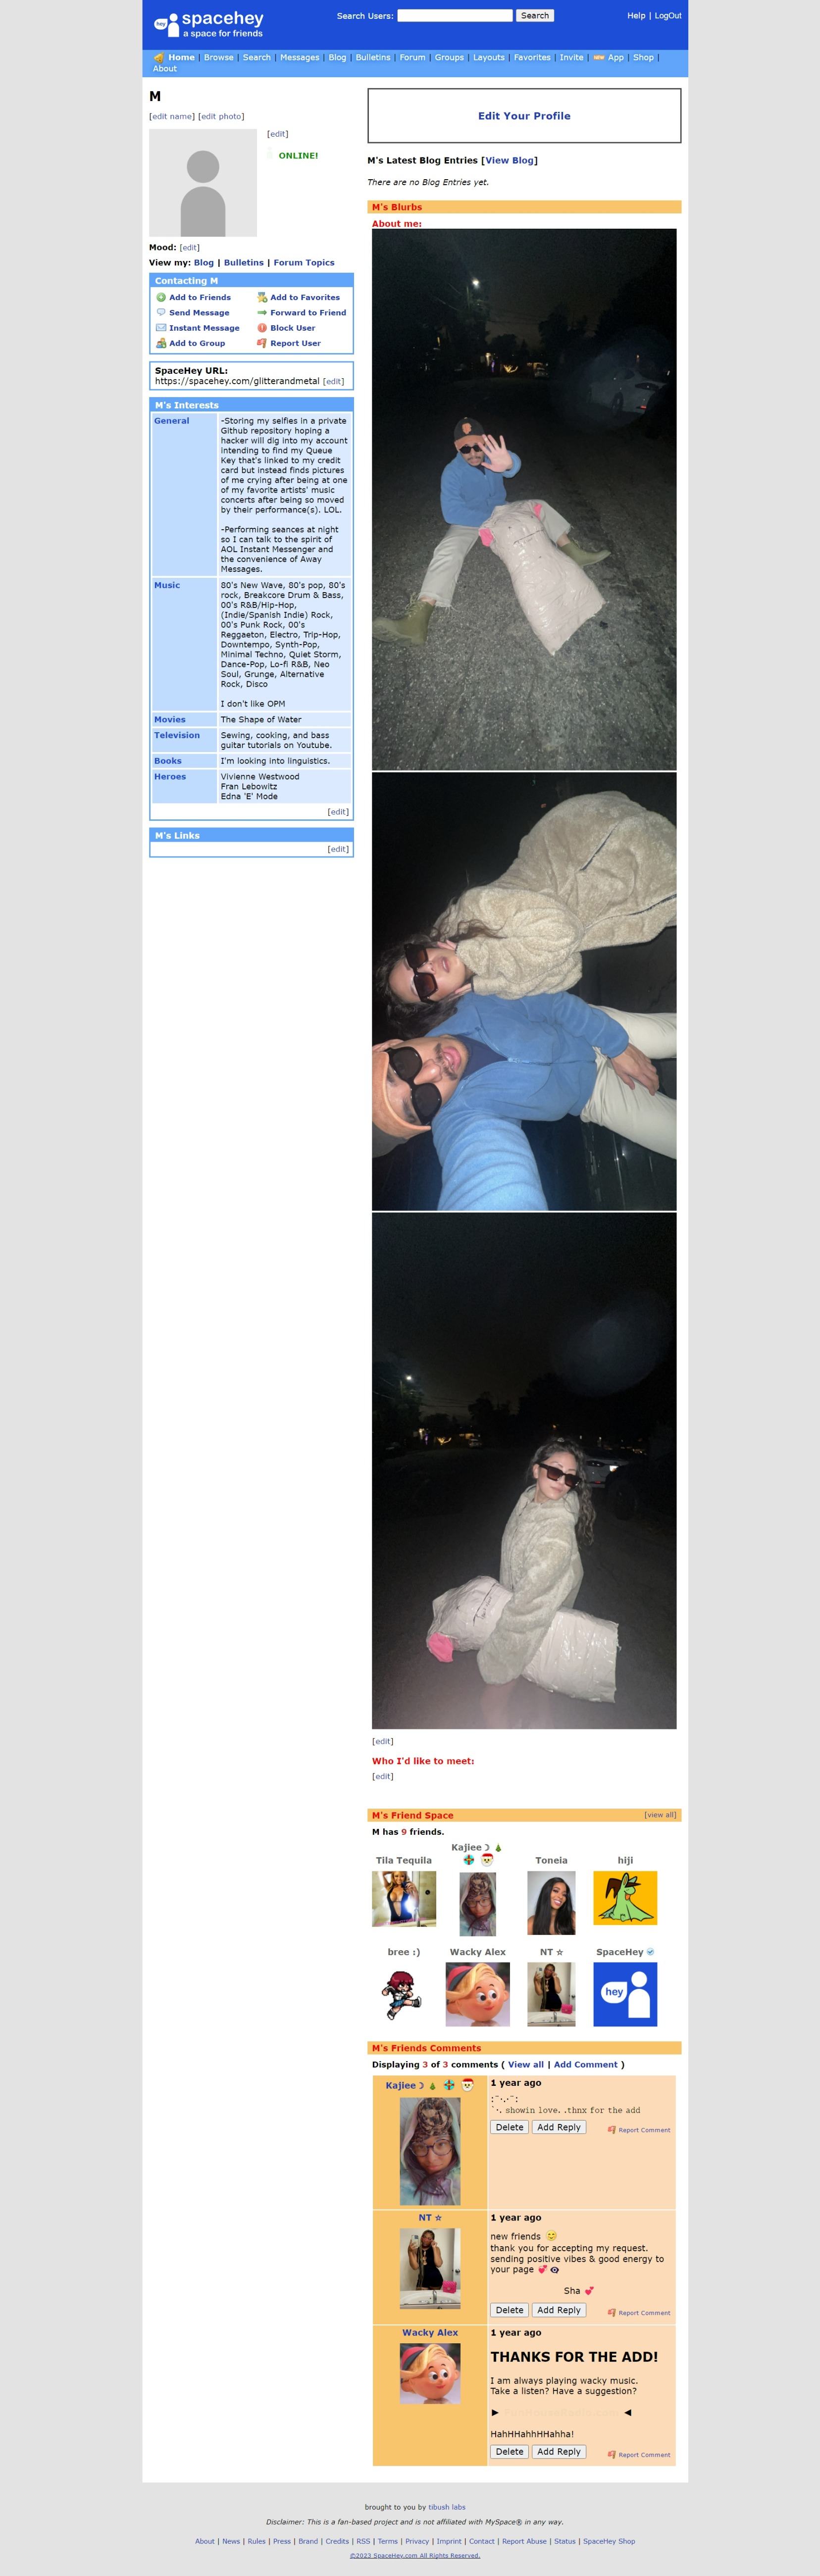 hey spacehey
a space for friends
Search Users: Search
Help | LogOut
Home | Browse | Search | Messages | Blog | Bulletins | Forum | Groups | Layouts | Favorites | Invite | NEW App | Shop |
About
M
[edit name] [edit photo]
[edit]
ONLINE!
Mood: [edit]
View my: Blog | Bulletins | Forum Topics
Contacting M
Add to Friends Add to Favorites
Send Message Forward to Friend
Instant Message Block User
Add to Group Report User
SpaceHey URL:
https://spacehey.com/glitterandmetal [edit]
M's Interests
General
-Storing my selfies in a private
Github repository hoping a
hacker will dig into my account
intending to find my Queue
Key that's linked to my credit
card but instead finds pictures
of me crying after being at one
of my favorite artists' music
concerts after being so moved
by their performance(s). LOL.
-Performing seances at night
so I can talk to the spirit of
AOL Instant Messenger and
the convenience of Away
Messages.
Music
80's New Wave, 80's pop, 80's
rock, Breakcore Drum & Bass,
00's R&B/Hip-Hop,
(Indie/Spanish Indie) Rock,
00's Punk Rock, 00's
Reggaeton, Electro, Trip-Hop,
Downtempo, Synth-Pop,
Minimal Techno, Quiet Storm,
Dance-Pop, Lo-fi R&B, Neo
Soul, Grunge, Alternative
Rock, Disco
I don't like OPM
Movies
The Shape of Water
Television
Sewing, cooking, and bass
guitar tutorials on Youtube.
Books
I'm looking into linguistics.
Heroes
Vivienne Westwood
Fran Lebowitz
Edna 'E' Mode
[edit]
M's Links
[edit]
Edit Your Profile
M's Latest Blog Entries [View Blog]
There are no Blog Entries yet.
M's Blurbs
About me:
[edit]
Who I'd like to meet:
[edit]
M's Friend Space [view all]
M has 9 friends.
Tila Tequila
Kajiee☽ 🎄
Toneia
hiji
bree :)
Wacky Alex
NT ☆
SpaceHey
hey
M's Friends Comments
Displaying 3 of 3 comments ( View all | Add Comment )
Kajiee☽ 🎄
1 year ago
showin love. .thnx for the add
Delete Add Reply Report Comment
NT ☆
1 year ago
new friends 😊
thank you for accepting my request.
sending positive vibes & good energy to
your page 💕🧿
Sha 💕
Delete Add Reply Report Comment
Wacky Alex
1 year ago
THANKS FOR THE ADD!
I am always playing wacky music.
Take a listen? Have a suggestion?
► ◄
HahHHahhHHahha!
Delete Add Reply Report Comment
brought to you by tibush labs
Disclaimer: This is a fan-based project and is not affiliated with MySpace® in any way.
About | News | Rules | Press | Brand | Credits | RSS | Terms | Privacy | Imprint | Contact | Report Abuse | Status | SpaceHey Shop
©2023 SpaceHey.com All Rights Reserved.